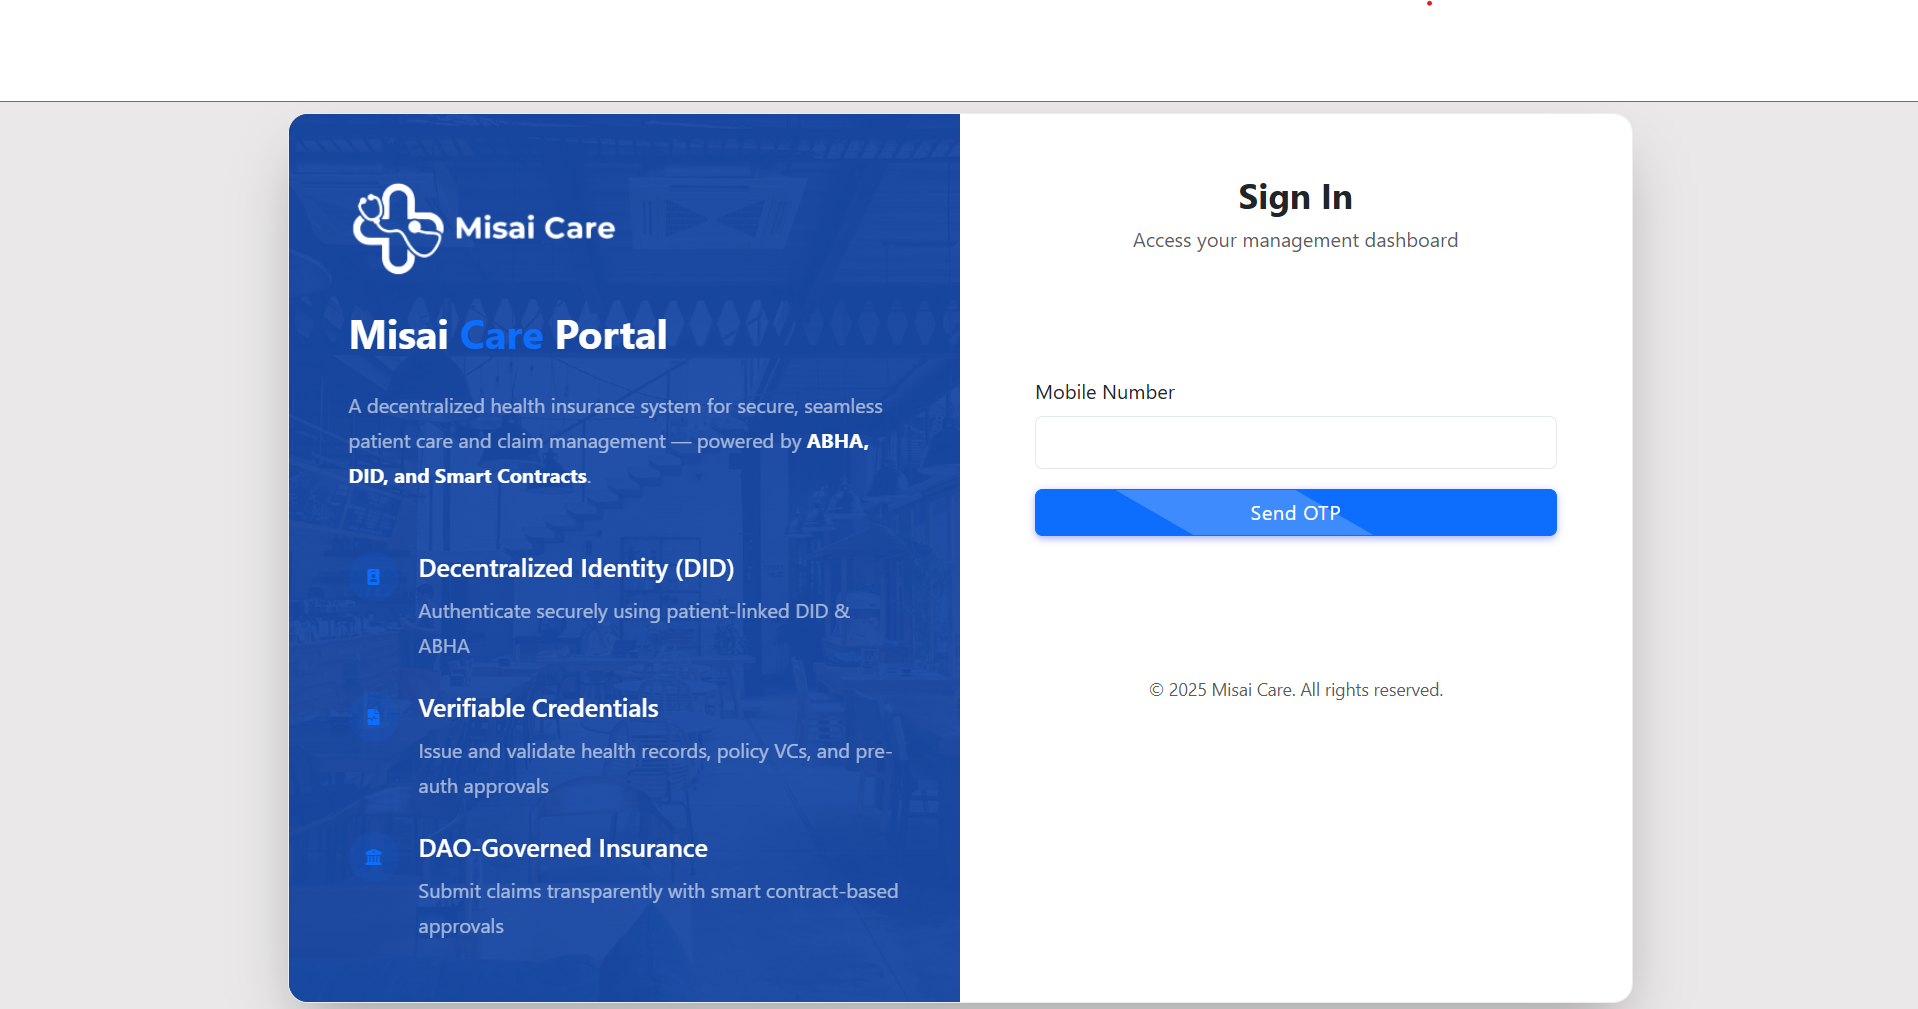 Misai Care
Misai Care Portal
A decentralized health insurance system for secure, seamless
patient care and claim management — powered by ABHA,
DID, and Smart Contracts.
Decentralized Identity (DID)
Authenticate securely using patient-linked DID &
ABHA
Verifiable Credentials
Issue and validate health records, policy VCs, and pre-
auth approvals
DAO-Governed Insurance
Submit claims transparently with smart contract-based
approvals
Sign In
Access your management dashboard
Mobile Number
Send OTP
© 2025 Misai Care. All rights reserved.